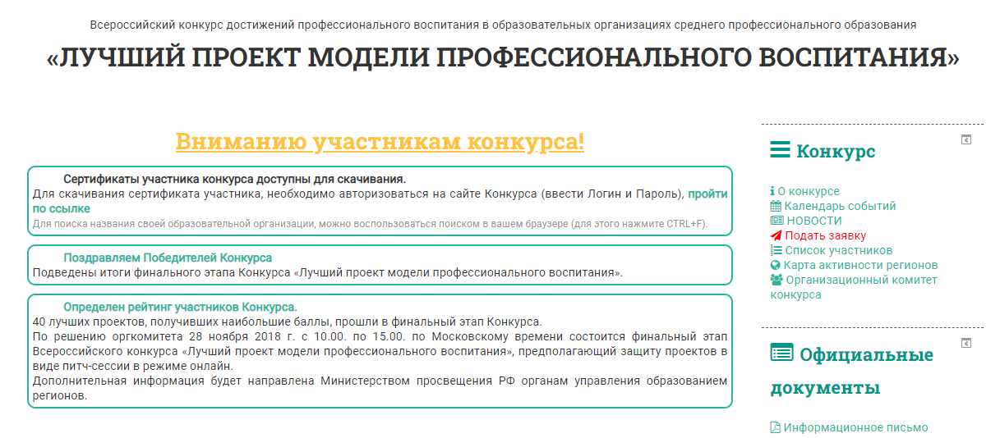 Всероссийский конкурс достижений профессионального воспитания в образовательных организациях среднего профессионального образования
«ЛУЧШИЙ ПРОЕКТ МОДЕЛИ ПРОФЕССИОНАЛЬНОГО ВОСПИТАНИЯ»
Вниманию участникам конкурса!
Сертификаты участника конкурса доступны для скачивания.
Для скачивания сертификата участника, необходимо авторизоваться на сайте Конкурса (ввести Логин и Пароль), пройти
по ссылке
Для поиска названия своей образовательной организации, можно воспользоваться поиском в вашем браузере (для этого нажмите CTRL+F).
Поздравляем Победителей Конкурса
Подведены итоги финального этапа Конкурса «Лучший проект модели профессионального воспитания».
Определен рейтинг участников Конкурса.
40 лучших проектов, получивших наибольшие баллы, прошли в финальный этап Конкурса.
По решению оргкомитета 28 ноября 2018 г. с 10.00. по 15.00. по Московскому времени состоится финальный этап
Всероссийского конкурса «Лучший проект модели профессионального воспитания», предполагающий защиту проектов в
виде питч-сессии в режиме онлайн.
Дополнительная информация будет направлена Министерством просвещения РФ органам управления образованием
регионов.
Конкурс
О конкурсе
Календарь событий
НОВОСТИ
Подать заявку
Список участников
Карта активности регионов
Организационный комитет
конкурса
Официальные
документы
Информационное письмо